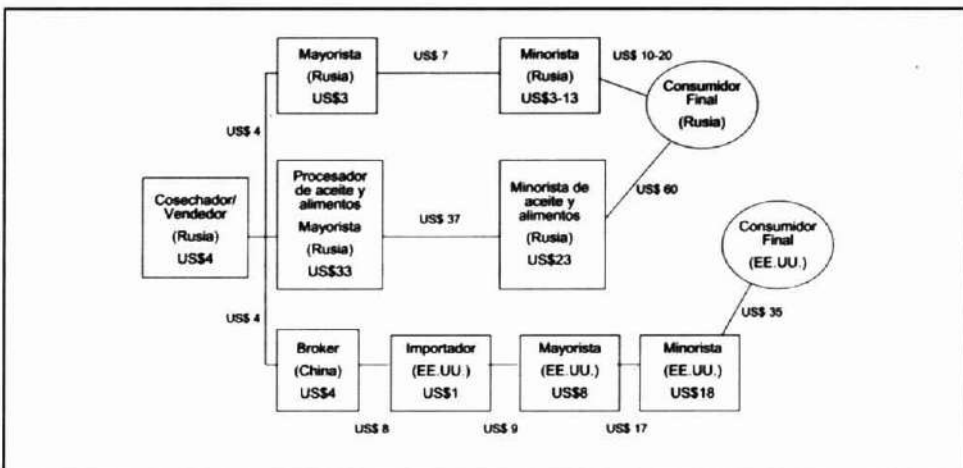 Mayorista
(Rusia)
US$3
US$ 7
Minorista
(Rusia)
US$3-13
US$ 10-20
Consumidor
Final
(Rusia)
US$ 4
Cosechador/
Vendedor
(Rusia)
US$4
Procesador
de aceite y
alimentos
Mayorista
(Rusia)
US$33
US$ 37
Minorista de
aceite y
alimentos
(Rusia)
US$23
US$ 60
Consumidor
Final
(EE.UU.)
US$ 4
Broker
(China)
US$4
US$ 8
Importador
(EE.UU.)
US$1
US$ 9
Mayorista
(EE.UU.)
US$8
US$ 17
Minorista
(EE.UU.)
US$18
US$ 35